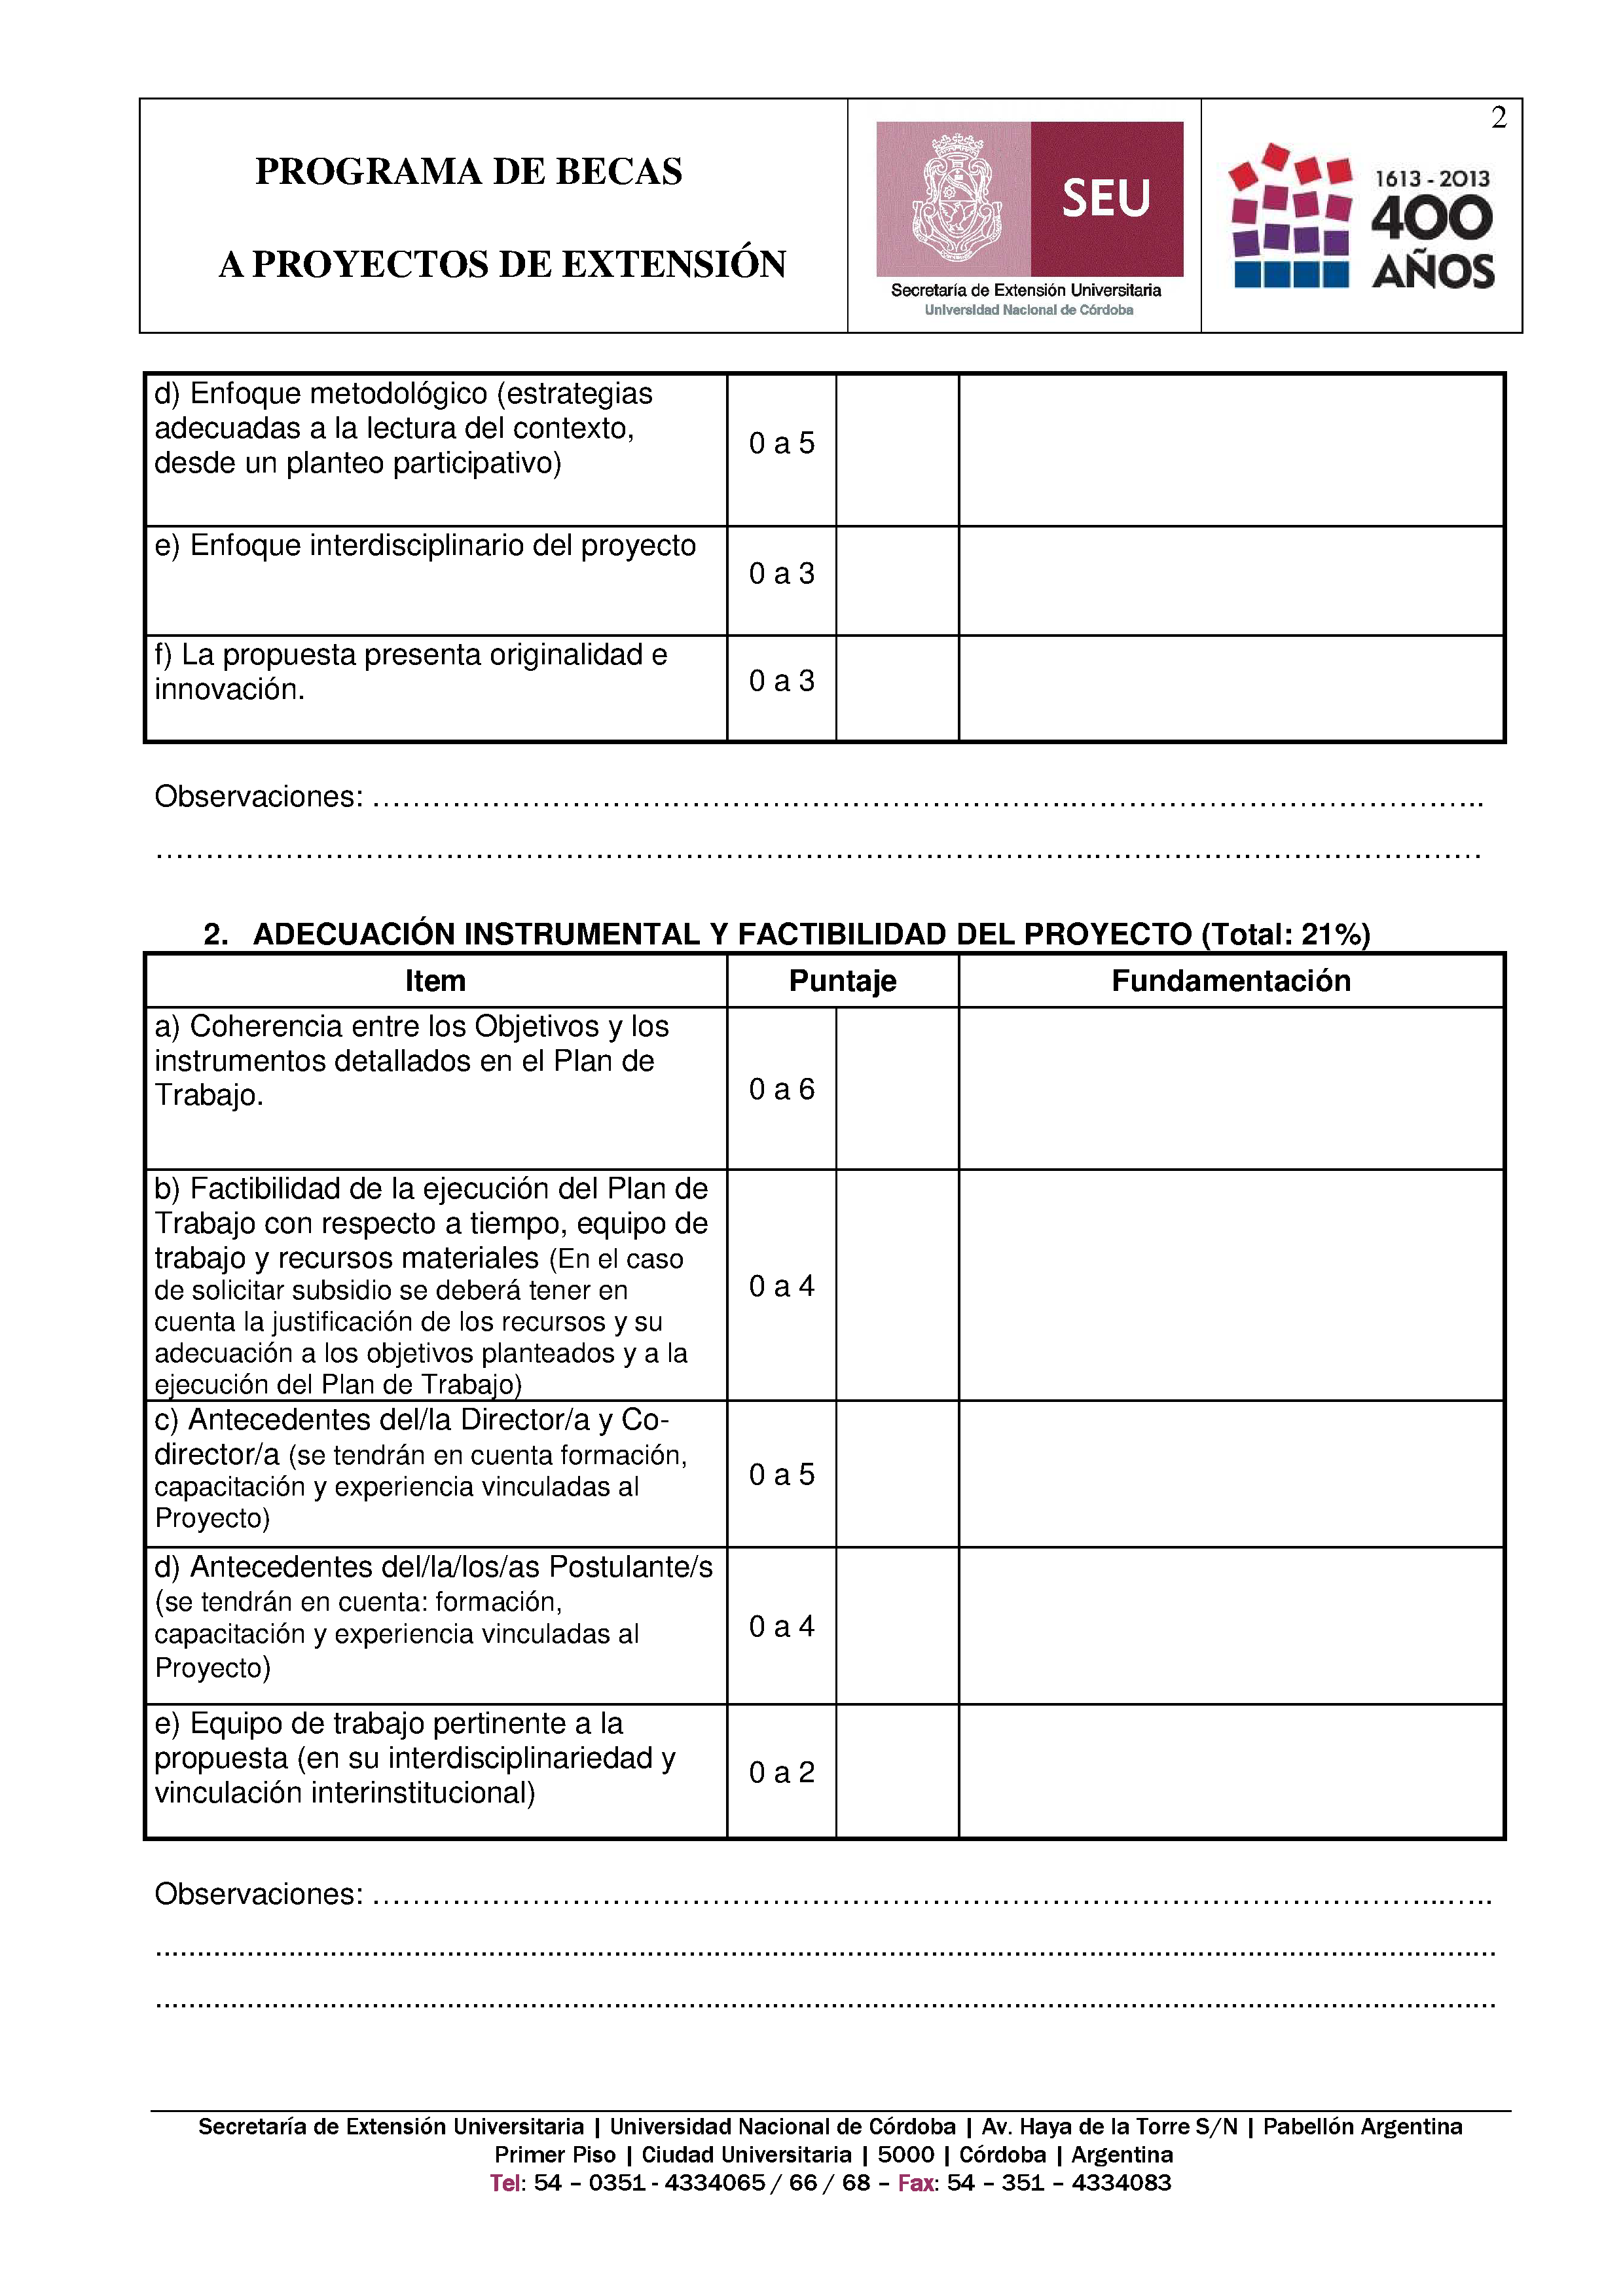 2
PROGRAMA DE BECAS
A PROYECTOS DE EXTENSIÓN
SEU
Secretaría de Extensión Universitaria
Universidad Nacional de Córdoba
1613 - 2013
400
AÑOS
d) Enfoque metodológico (estrategias
adecuadas a la lectura del contexto,
desde un planteo participativo)
0 a 5
e) Enfoque interdisciplinario del proyecto
0 a 3
f) La propuesta presenta originalidad e
innovación.
0 a 3
Observaciones: ……………………………………………………………..…………………………………..
…………………………………………………………………………………..…………………………………
2. ADECUACIÓN INSTRUMENTAL Y FACTIBILIDAD DEL PROYECTO (Total: 21%)
Item Puntaje Fundamentación
a) Coherencia entre los Objetivos y los
instrumentos detallados en el Plan de
Trabajo.
0 a 6
b) Factibilidad de la ejecución del Plan de
Trabajo con respecto a tiempo, equipo de
trabajo y recursos materiales (En el caso
de solicitar subsidio se deberá tener en
cuenta la justificación de los recursos y su
adecuación a los objetivos planteados y a la
ejecución del Plan de Trabajo)
0 a 4
c) Antecedentes del/la Director/a y Co-
director/a (se tendrán en cuenta formación,
capacitación y experiencia vinculadas al
Proyecto)
0 a 5
d) Antecedentes del/la/los/as Postulante/s
(se tendrán en cuenta: formación,
capacitación y experiencia vinculadas al
Proyecto)
0 a 4
e) Equipo de trabajo pertinente a la
propuesta (en su interdisciplinariedad y
vinculación interinstitucional)
0 a 2
Observaciones: ……………………………………………………………………………………………...…..
................................................................................................................................................
................................................................................................................................................
Secretaría de Extensión Universitaria | Universidad Nacional de Córdoba | Av. Haya de la Torre S/N | Pabellón Argentina
Primer Piso | Ciudad Universitaria | 5000 | Córdoba | Argentina
Tel: 54 – 0351 - 4334065 / 66 / 68 – Fax: 54 – 351 – 4334083